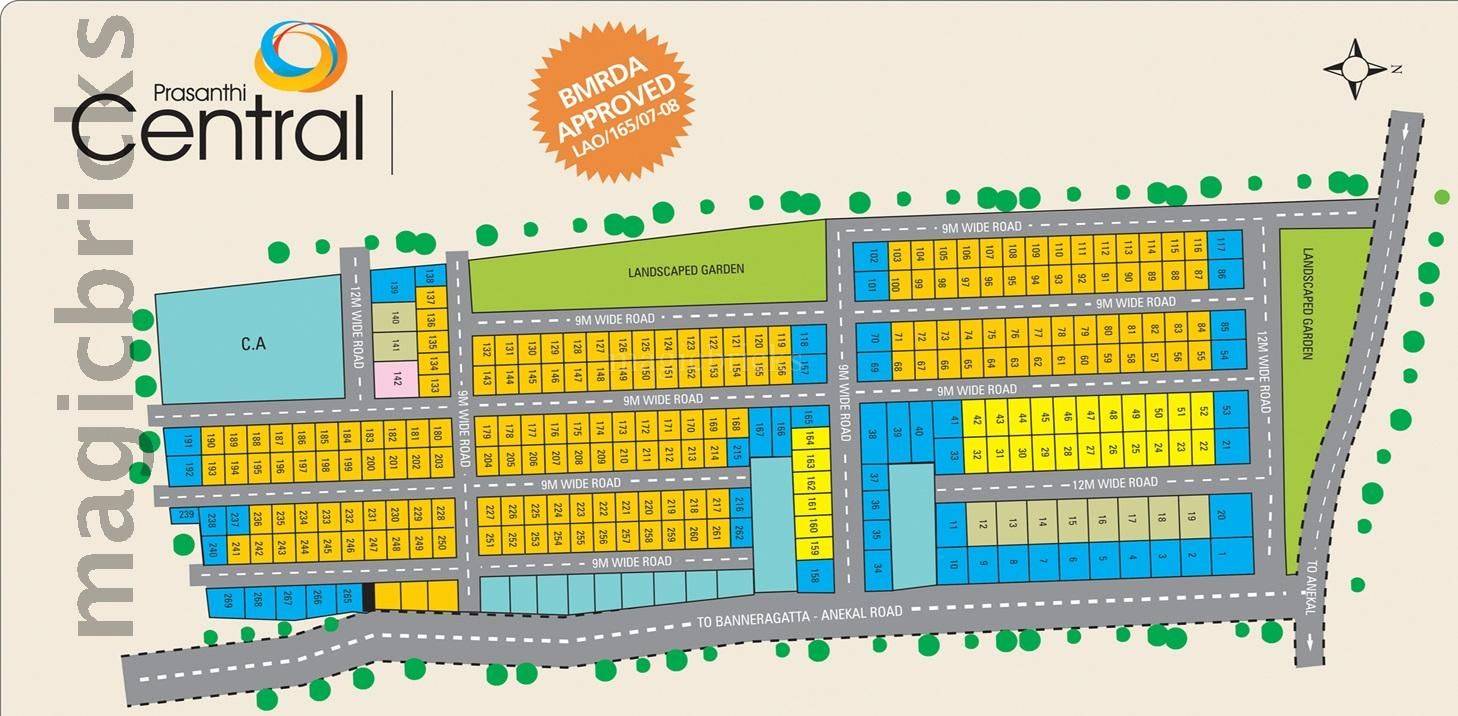 magicbricks
Prasanthi
Central
BMRDA
APPROVED
LAO/165/07-08
N
C.A
12M WIDE ROAD
139 138
137
140 136
141 135
134
142 133
9M WIDE ROAD
LANDSCAPED GARDEN
9M WIDE ROAD
132 131 130 129 128 127 126 125 124 123 122 121 120 119 118
143 144 145 146 147 148 149 150 151 152 153 154 155 156 157
9M WIDE ROAD
9M WIDE ROAD
102 103 104 105 106 107 108 109 110 111 112 113 114 115 116 117
101 100 99 98 97 96 95 94 93 92 91 90 89 88 87 86
9M WIDE ROAD
70 71 72 73 74 75 76 77 78 79 80 81 82 83 84 85
69 68 67 66 65 64 63 62 61 60 59 58 57 56 55 54
9M WIDE ROAD
9M WIDE ROAD
12M WIDE ROAD
LANDSCAPED GARDEN
191 190 189 188 187 186 185 184 183 182 181 180
192 193 194 195 196 197 198 199 200 201 202 203
179 178 177 176 175 174 173 172 171 170 169 168
204 205 206 207 208 209 210 211 212 213 214 215
167 166 165
164
163
162
161
160
159
158
38 39 40 41 42 43 44 45 46 47 48 49 50 51 52 53
33 32 31 30 29 28 27 26 25 24 23 22 21
37
36
35
34
12M WIDE ROAD
11 12 13 14 15 16 17 18 19 20
10 9 8 7 6 5 4 3 2 1
9M WIDE ROAD
239 238 237 236 235 234 233 232 231 230 229 228
240 241 242 243 244 245 246 247 248 249 250
227 226 225 224 223 222 221 220 219 218 217 216
251 252 253 254 255 256 257 258 259 260 261 262
9M WIDE ROAD
269 268 267 266 265
TO BANNERAGATTA - ANEKAL ROAD
TO ANEKAL